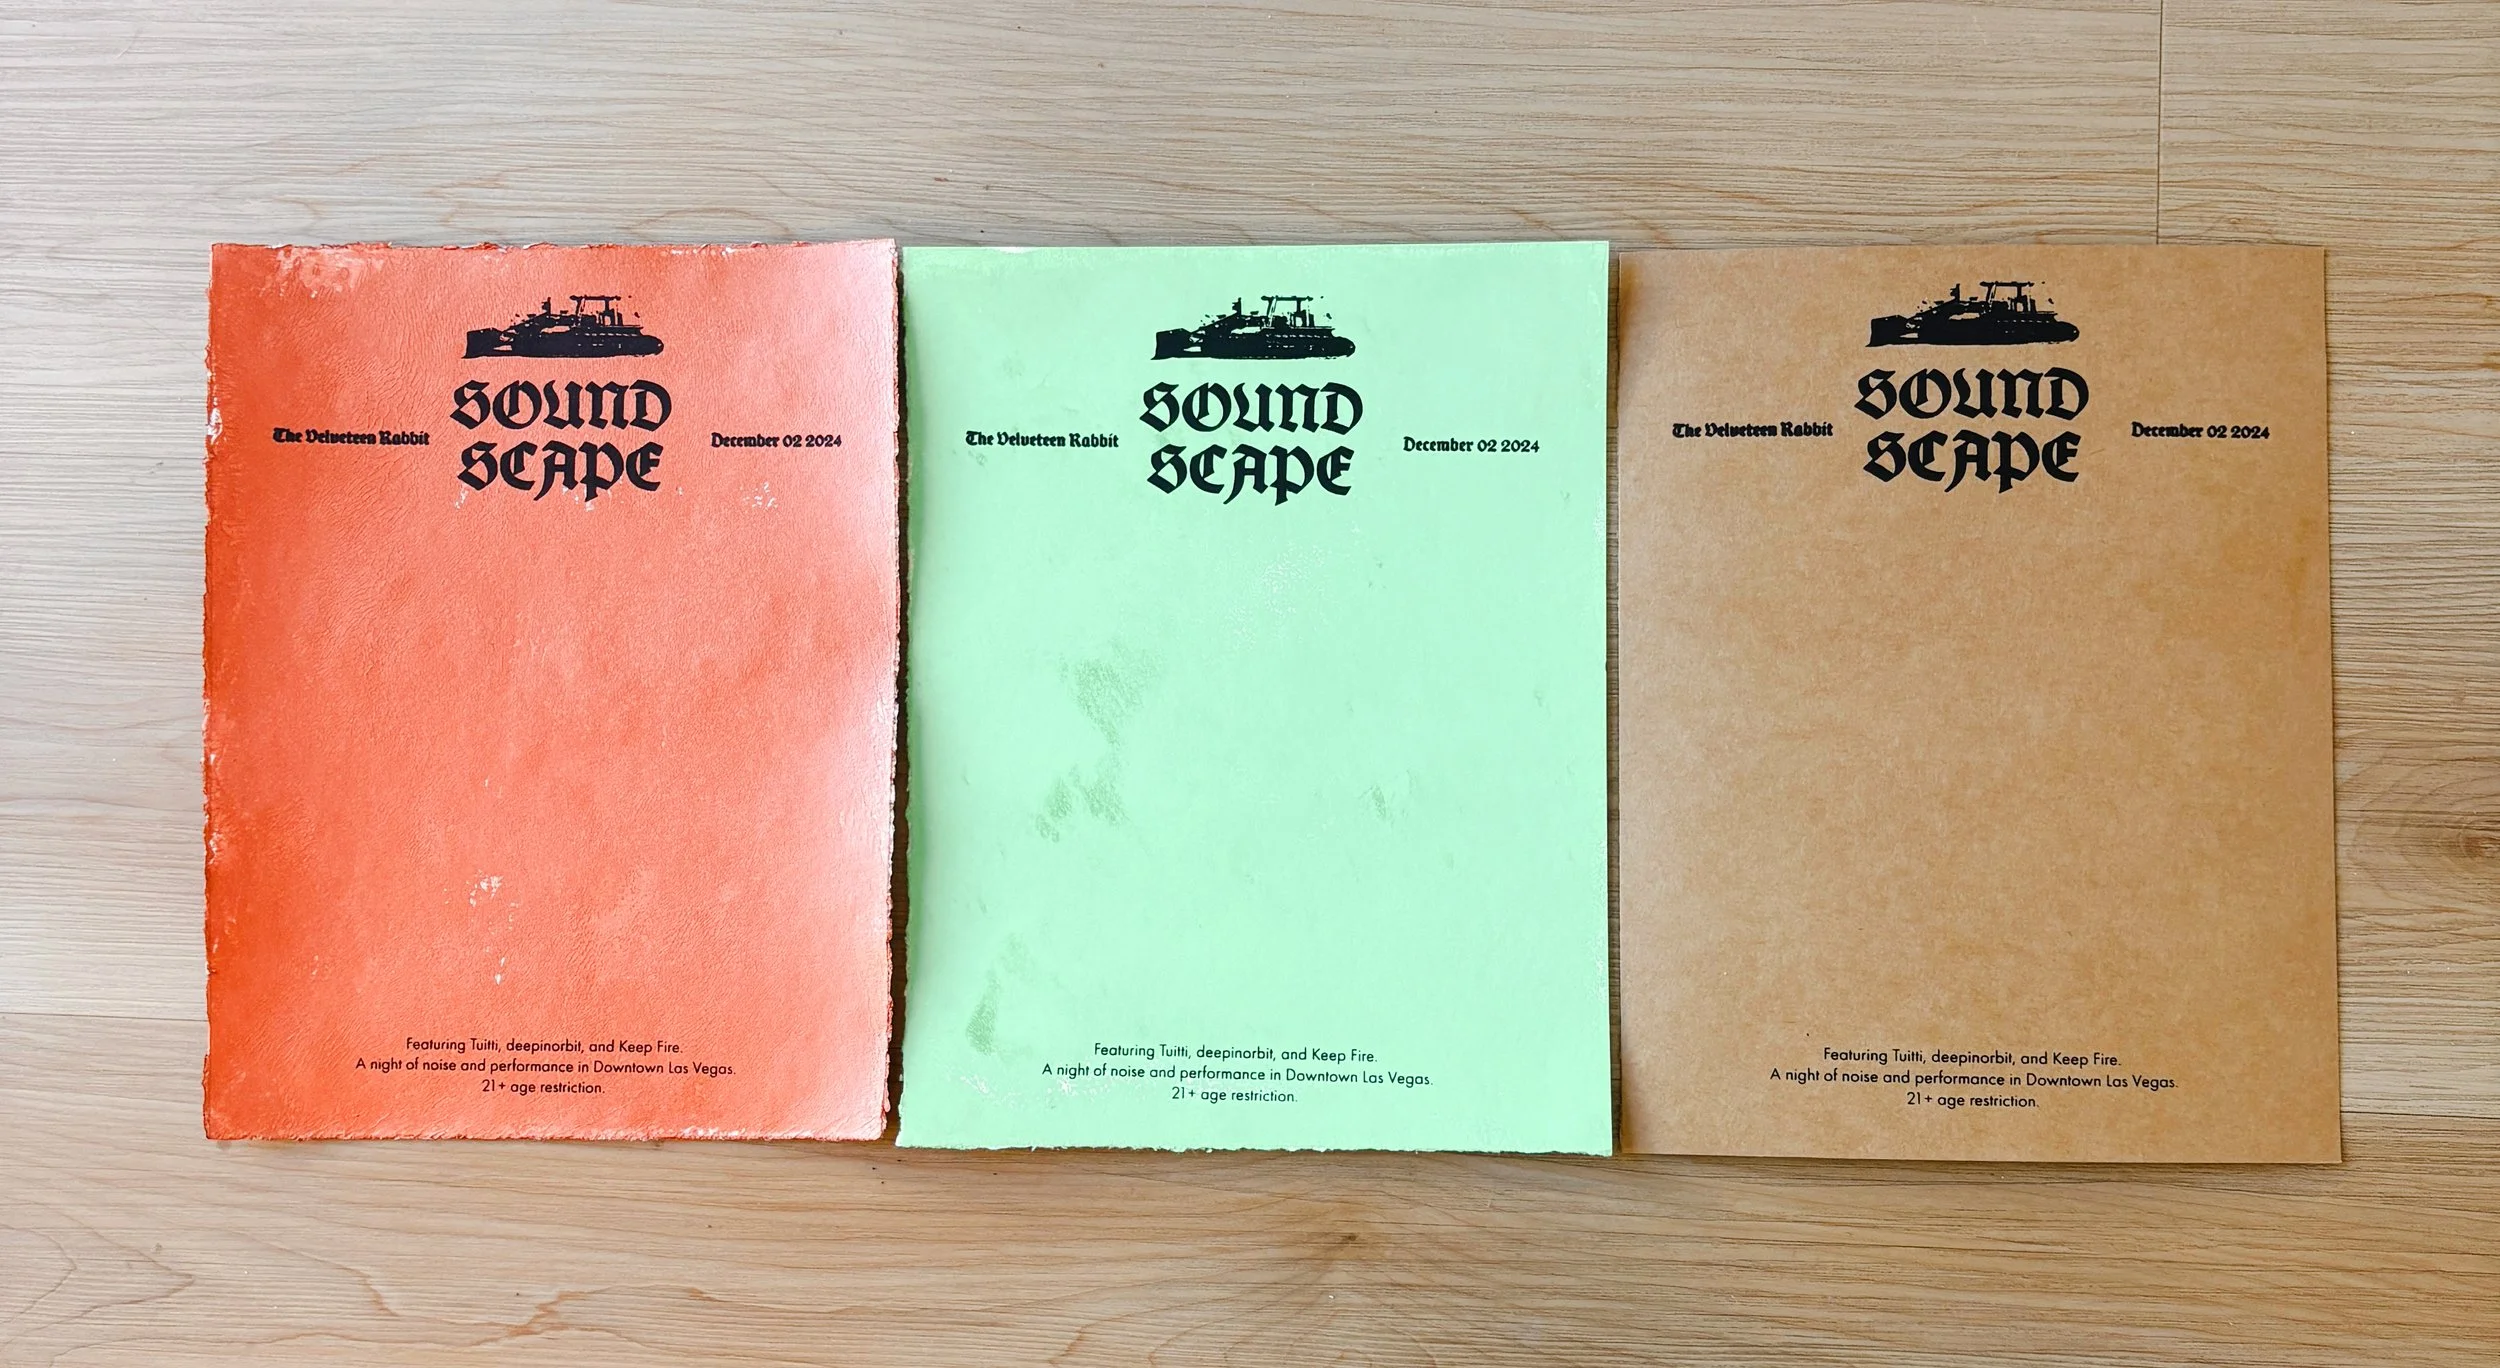 SOUND
SCAPE
The Velveteen Rabbit
December 02 2024
Featuring Tuitti, deepinorbit, and Keep Fire.
A night of noise and performance in Downtown Las Vegas.
21+ age restriction.
SOUND
SCAPE
The Velveteen Rabbit
December 02 2024
Featuring Tuitti, deepinorbit, and Keep Fire.
A night of noise and performance in Downtown Las Vegas.
21+ age restriction.
SOUND
SCAPE
The Velveteen Rabbit
December 02 2024
Featuring Tuitti, deepinorbit, and Keep Fire.
A night of noise and performance in Downtown Las Vegas.
21+ age restriction.